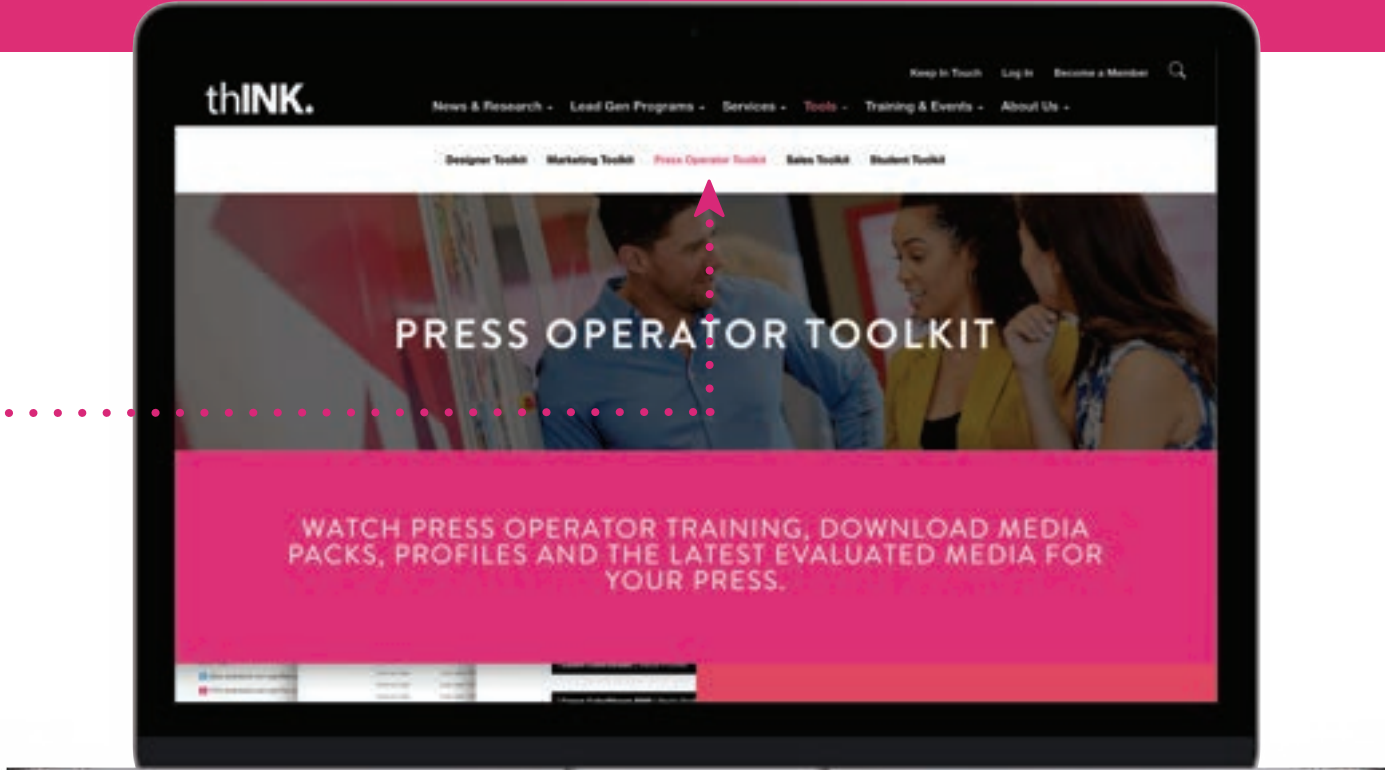 Keep In Touch Log In Become a Member
thINK.
News & Research Lead Gen Programs Services Tools Training & Events About Us
Designer Toolkit Marketing Toolkit Press Operator Toolkit Sales Toolkit Student Toolkit
PRESS OPERATOR TOOLKIT
WATCH PRESS OPERATOR TRAINING, DOWNLOAD MEDIA
PACKS, PROFILES AND THE LATEST EVALUATED MEDIA FOR
YOUR PRESS.